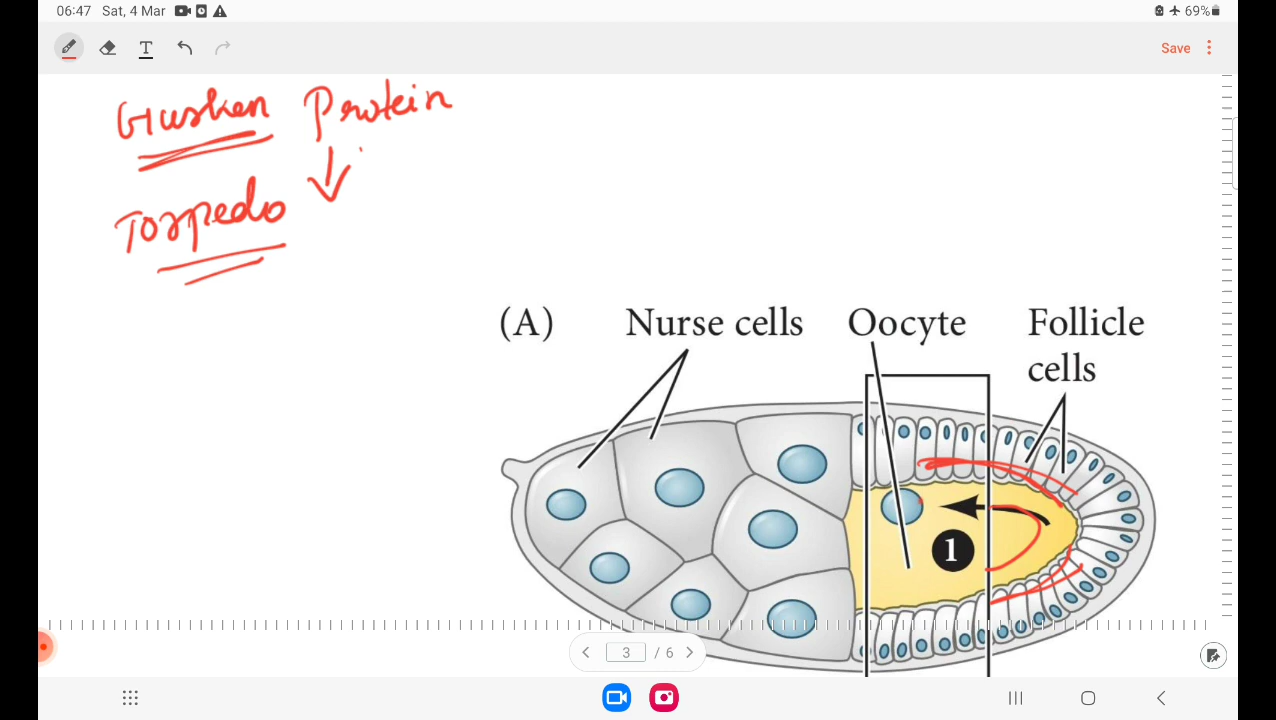 06:47 Sat, 4 Mar
69%
T
Save
Gurken Protein
Torpedo
(A) Nurse cells Oocyte Follicle
cells
1
3 / 6